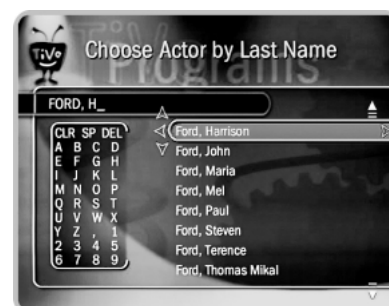 TiVo
Choose Actor by Last Name
Programs
FORD, H_
CLR SP DEL
A B C D
E F G H
I J K L
M N O P
Q R S T
U V W X
Y Z , 1
2 3 4 5
6 7 8 9
Ford, Harrison
Ford, John
Ford, Maria
Ford, Mel
Ford, Paul
Ford, Steven
Ford, Terence
Ford, Thomas Mikal